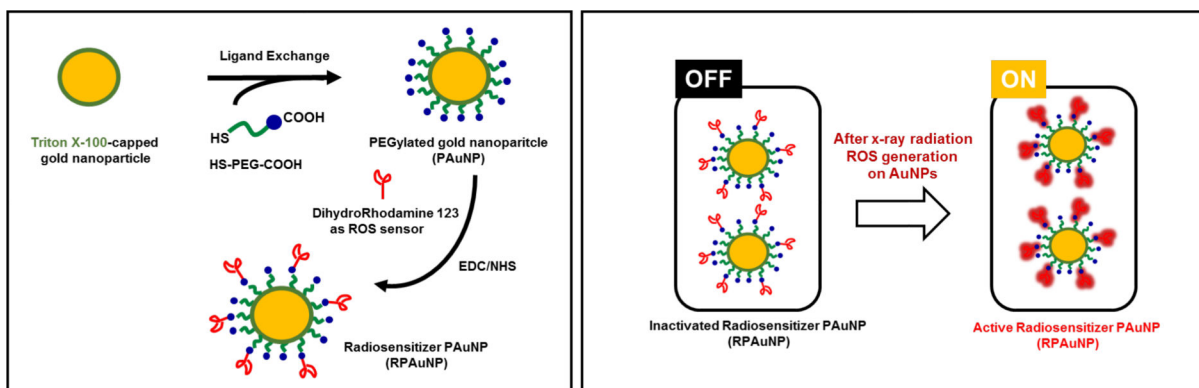 Ligand Exchange
COOH
HS
HS-PEG-COOH
Triton X-100-capped
gold nanoparticle
PEGylated gold nanoparitcle
(PAuNP)
DihydroRhodamine 123
as ROS sensor
EDC/NHS
Radiosensitizer PAuNP
(RPAuNP)
OFF
Inactivated Radiosensitizer PAuNP
(RPAuNP)
After x-ray radiation
ROS generation
on AuNPs
ON
Active Radiosensitizer PAuNP
(RPAuNP)